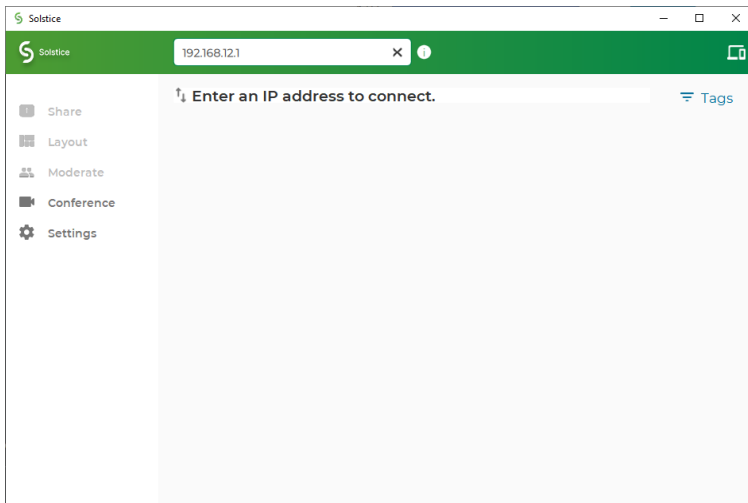 Solstice
Solstice
192.168.12.1
Enter an IP address to connect.
Tags
Share
Layout
Moderate
Conference
Settings